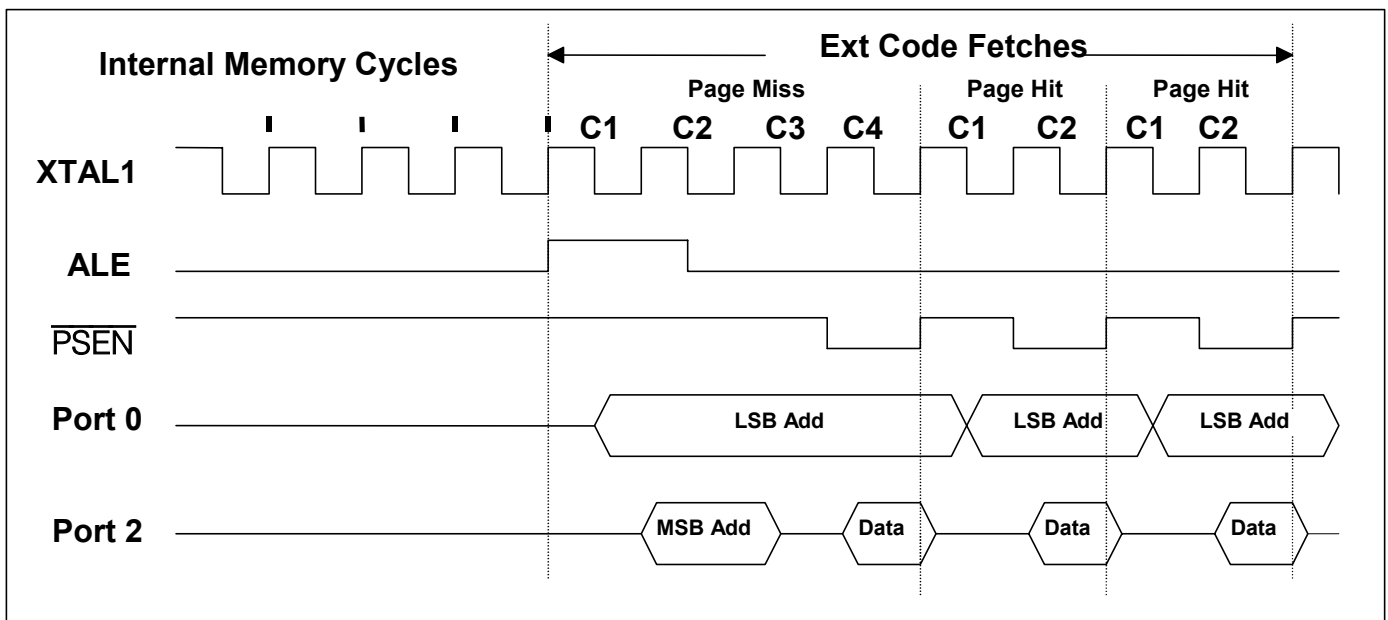 Ext Code Fetches
Internal Memory Cycles
Page Miss Page Hit Page Hit
C1 C2 C3 C4 C1 C2 C1 C2
XTAL1
ALE
PSEN
Port 0 LSB Add LSB Add LSB Add
Port 2 MSB Add Data Data Data